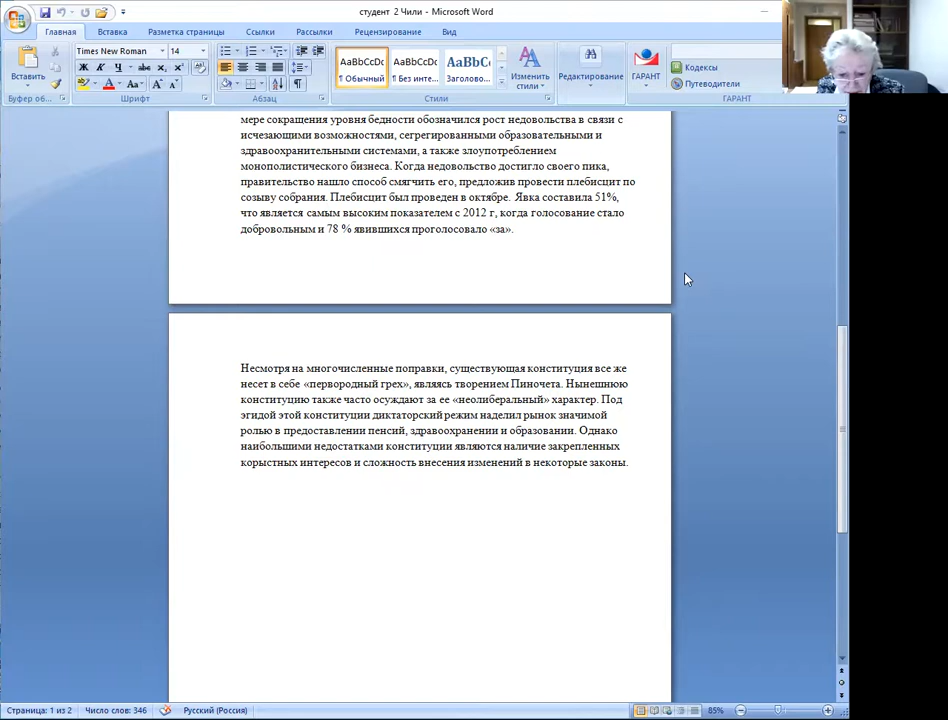 студент 2 Чили - Microsoft Word
Главная
Вставка
Разметка страницы
Ссылки
Рассылки
Рецензирование
Вид
Times New Roman
14
AaBbCcDc
AaBbCcDc
AaBbCc
Кодексы
Вставить
Ж К Ч abc x₂ x² Aa
¶ Обычный
¶ Без инте...
Заголово...
Изменить
стили
Редактирование
ГАРАНТ
Путеводители
Буфер об...
Шрифт
Абзац
Стили
ГАРАНТ
мере сокращения уровня бедности обозначился рост недовольства в связи с
исчезающими возможностями, сегрегированными образовательными и
здравоохранительными системами, а также злоупотреблением
монополистического бизнеса. Когда недовольство достигло своего пика,
правительство нашло способ смягчить его, предложив провести плебисцит по
созыву собрания. Плебисцит был проведен в октябре. Явка составила 51%,
что является самым высоким показателем с 2012 г, когда голосование стало
добровольным и 78 % явившихся проголосовало «за».
Несмотря на многочисленные поправки, существующая конституция все же
несет в себе «первородный грех», являясь творением Пиночета. Нынешнюю
конституцию также часто осуждают за ее «неолиберальный» характер. Под
эгидой этой конституции диктаторский режим наделил рынок значимой
ролью в предоставлении пенсий, здравоохранении и образовании. Однако
наибольшими недостатками конституции являются наличие закрепленных
корыстных интересов и сложность внесения изменений в некоторые законы.
Страница: 1 из 2
Число слов: 346
Русский (Россия)
85%